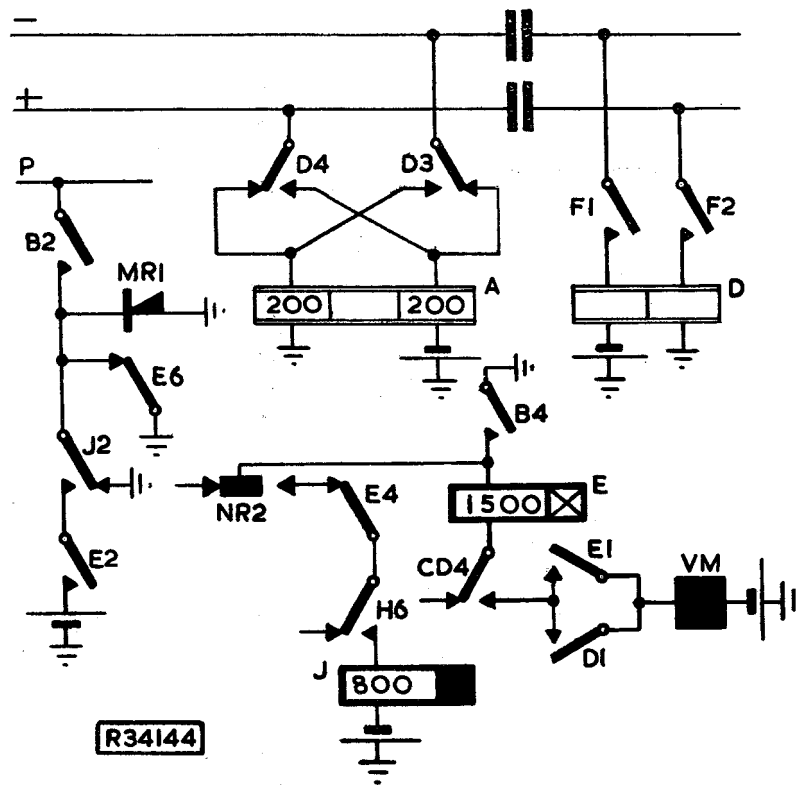 −
+
P
D4
D3
F1
F2
B2
MR1
200
200
A
D
E6
B4
J2
E4
1500
E
NR2
E2
CD4
E1
VM
H6
D1
J
800
R34144